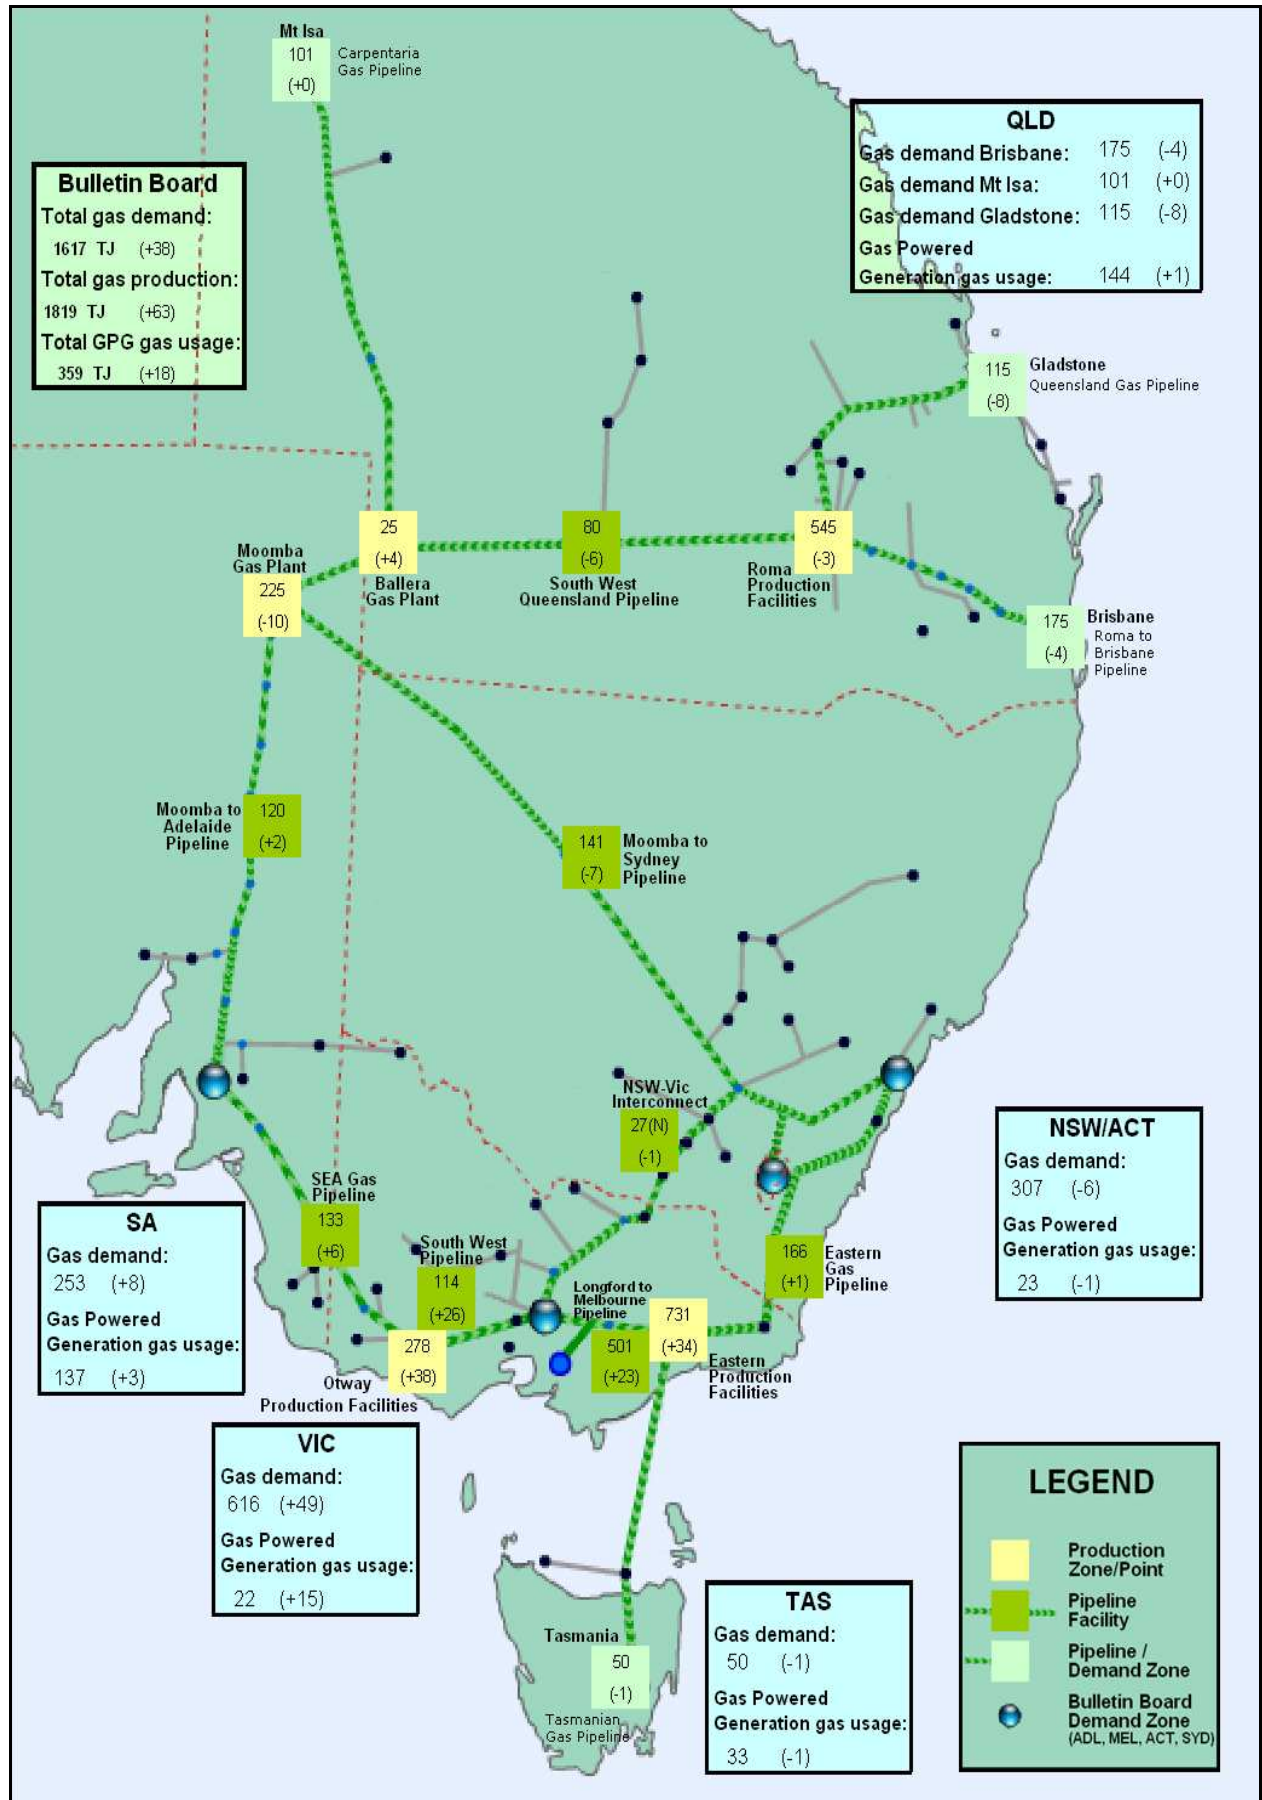 Mt Isa
101
(+0)
Carpentaria
Gas Pipeline
QLD
Gas demand Brisbane: 175 (-4)
Gas demand Mt Isa: 101 (+0)
Gas demand Gladstone: 115 (-8)
Gas Powered
Generation gas usage: 144 (+1)
Bulletin Board
Total gas demand:
1617 TJ (+38)
Total gas production:
1819 TJ (+63)
Total GPG gas usage:
359 TJ (+18)
115
(-8)
Gladstone
Queensland Gas Pipeline
Moomba
Gas Plant
225
(-10)
25
(+4)
Ballera
Gas Plant
80
(-6)
South West
Queensland Pipeline
545
(-3)
Roma
Production
Facilities
175
(-4)
Brisbane
Roma to
Brisbane
Pipeline
Moomba to
Adelaide
Pipeline
120
(+2)
141
(-7)
Moomba to
Sydney
Pipeline
NSW-Vic
Interconnect
27(N)
(-1)
NSW/ACT
Gas demand:
307 (-6)
Gas Powered
Generation gas usage:
23 (-1)
SEA Gas
Pipeline
133
(+6)
SA
Gas demand:
253 (+8)
Gas Powered
Generation gas usage:
137 (+3)
South West
Pipeline
114
(+26)
166
(+1)
Eastern
Gas
Pipeline
Longford to
Melbourne
Pipeline
501
(+23)
731
(+34)
Eastern
Production
Facilities
278
(+38)
Otway
Production Facilities
VIC
Gas demand:
616 (+49)
Gas Powered
Generation gas usage:
22 (+15)
Tasmania
50
(-1)
Tasmanian
Gas Pipeline
TAS
Gas demand:
50 (-1)
Gas Powered
Generation gas usage:
33 (-1)
LEGEND
Production
Zone/Point
Pipeline
Facility
Pipeline /
Demand Zone
Bulletin Board
Demand Zone
(ADL, MEL, ACT, SYD)